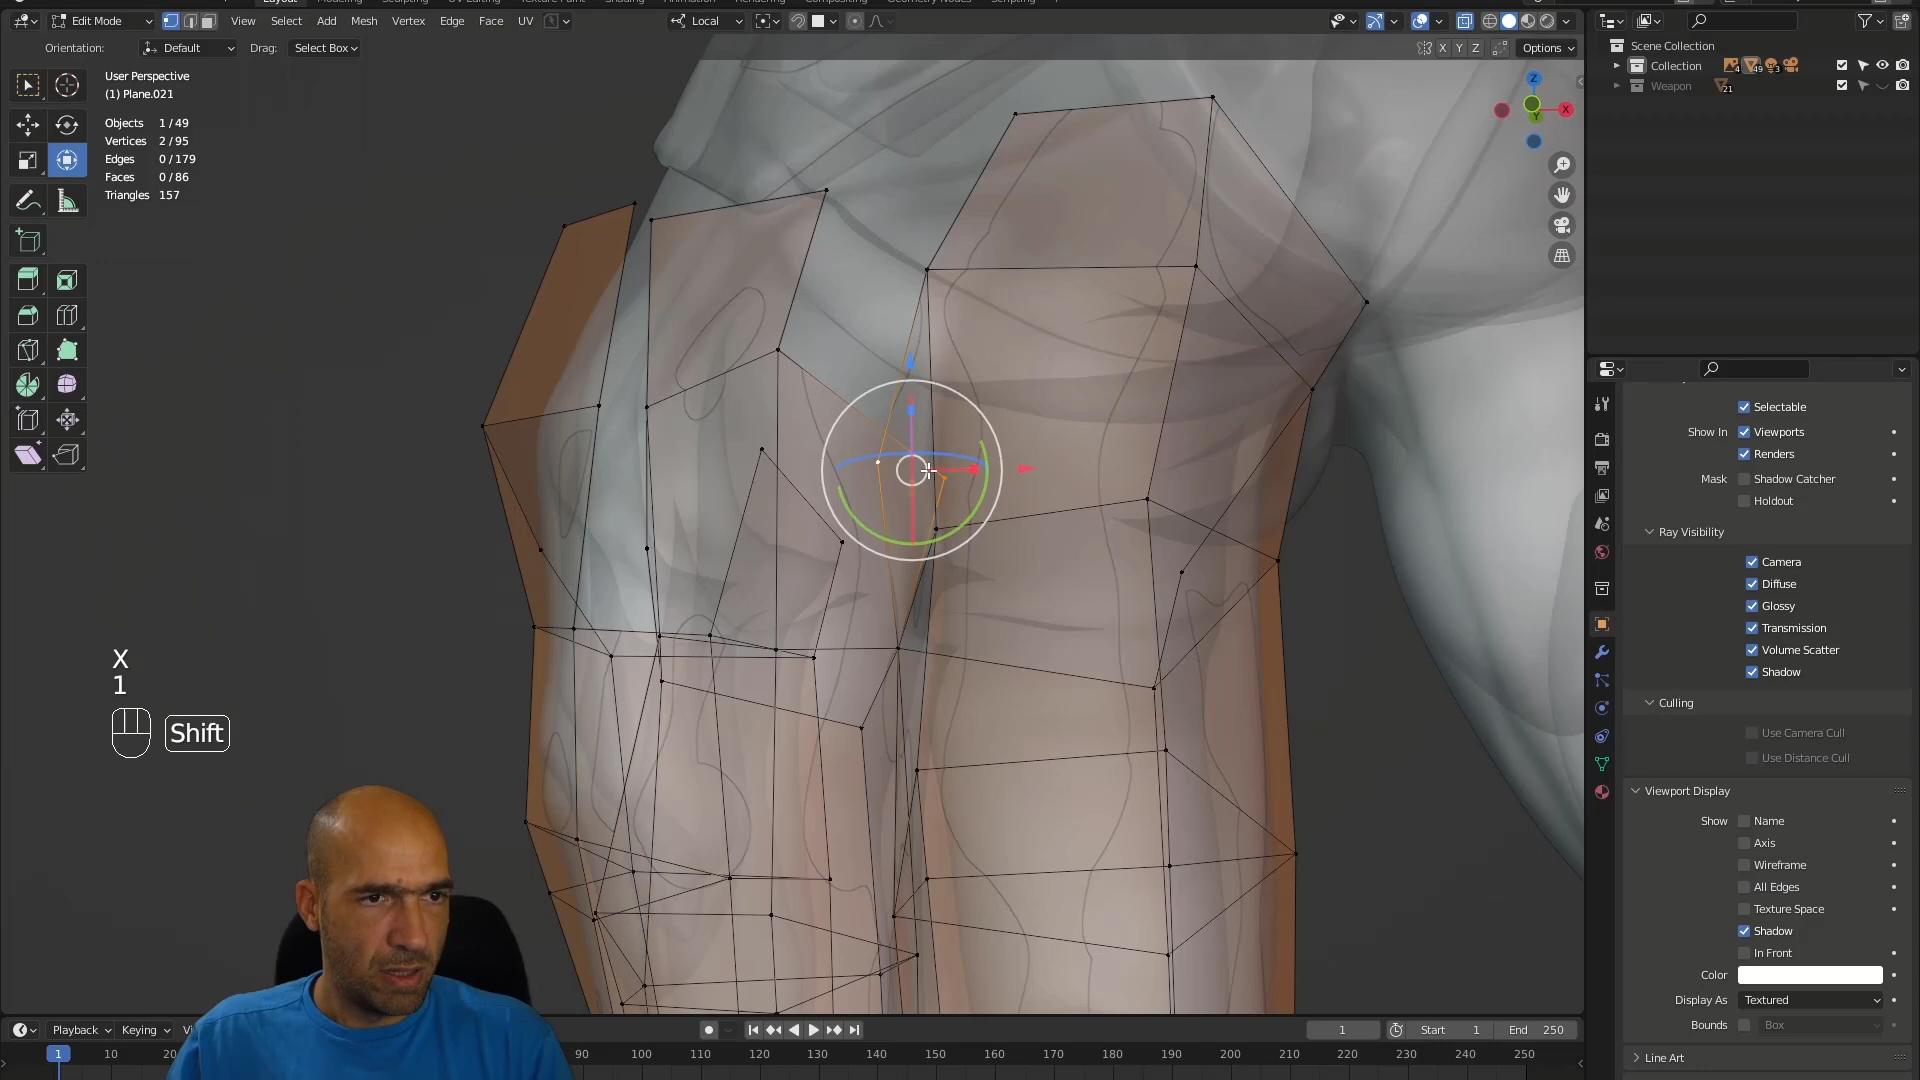 Edit Mode
View
Select
Add
Mesh
Vertex
Edge
Face
UV
Local
Orientation:
Default
Drag:
Select Box
X
Y
Z
Options
User Perspective
(1) Plane.021
Objects 1 / 49
Vertices 2 / 95
Edges 0 / 179
Faces 0 / 86
Triangles 157
Z
X
Y
Scene Collection
Collection
4
49
3
Weapon
21
Selectable
Show In
Viewports
Renders
Mask
Shadow Catcher
Holdout
Ray Visibility
Camera
Diffuse
Glossy
Transmission
Volume Scatter
Shadow
Culling
Use Camera Cull
Use Distance Cull
Viewport Display
Show
Name
Axis
Wireframe
All Edges
Texture Space
Shadow
In Front
Color
Display As
Textured
Bounds
Box
Line Art
X
1
Shift
Playback
Keying
1
Start 1
End 250
1 10 90 100 110 120 130 140 150 160 170 180 190 200 210 220 230 240 250